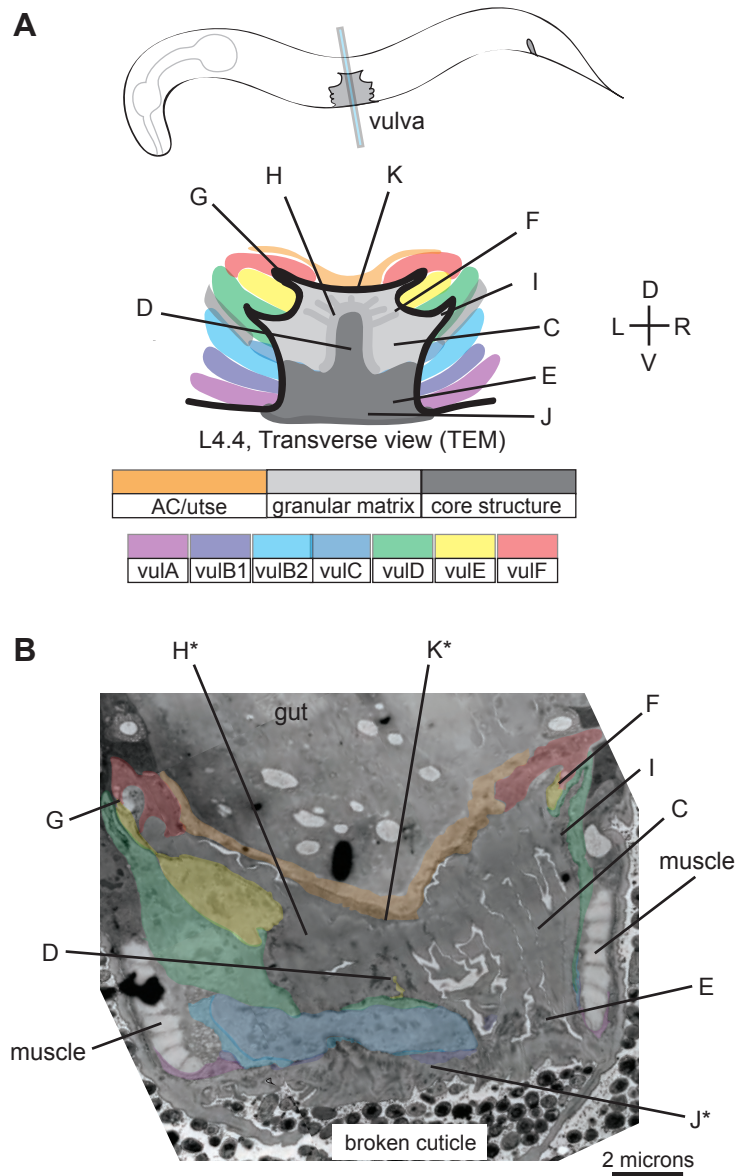 A
vulva
H
K
G
F
I
D
C
D
L R
V
E
J
L4.4, Transverse view (TEM)
AC/utse granular matrix core structure
vulA vulB1 vulB2 vulC vulD vulE vulF
B
H* K*
gut
F
I
G
C
muscle
D
E
muscle
J*
broken cuticle
2 microns